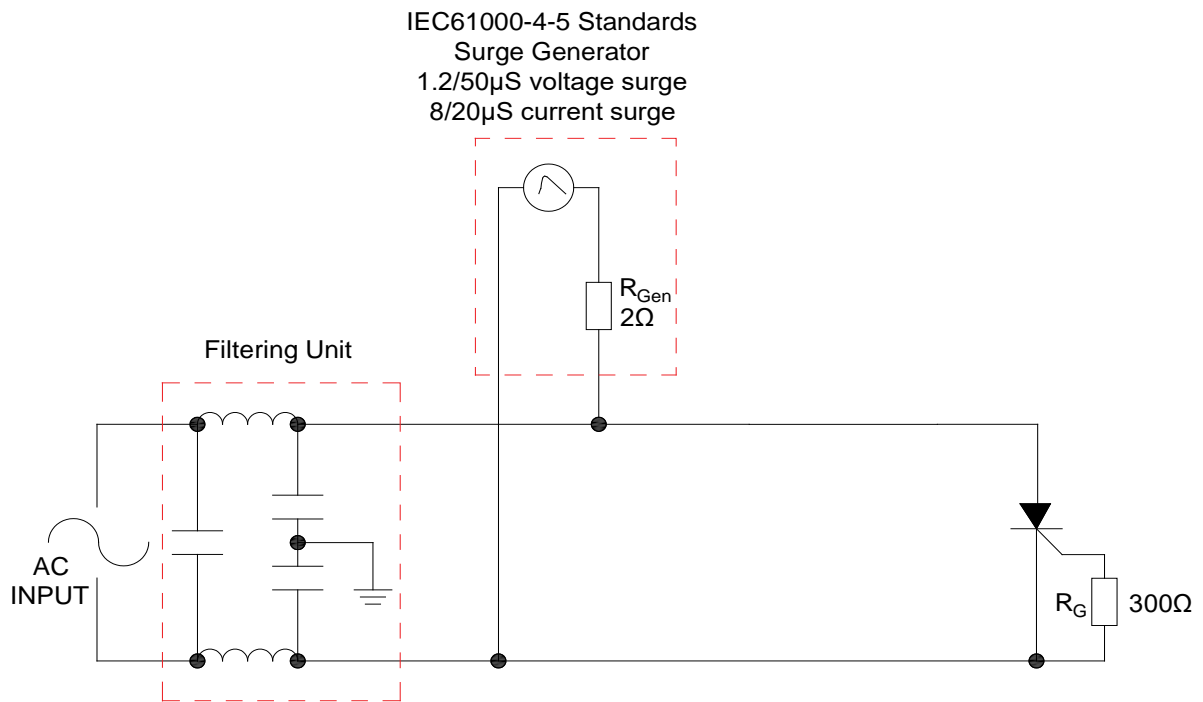 IEC61000-4-5 Standards
Surge Generator
1.2/50µS voltage surge
8/20µS current surge
R_Gen
2Ω
Filtering Unit
AC
INPUT
R_G 300Ω